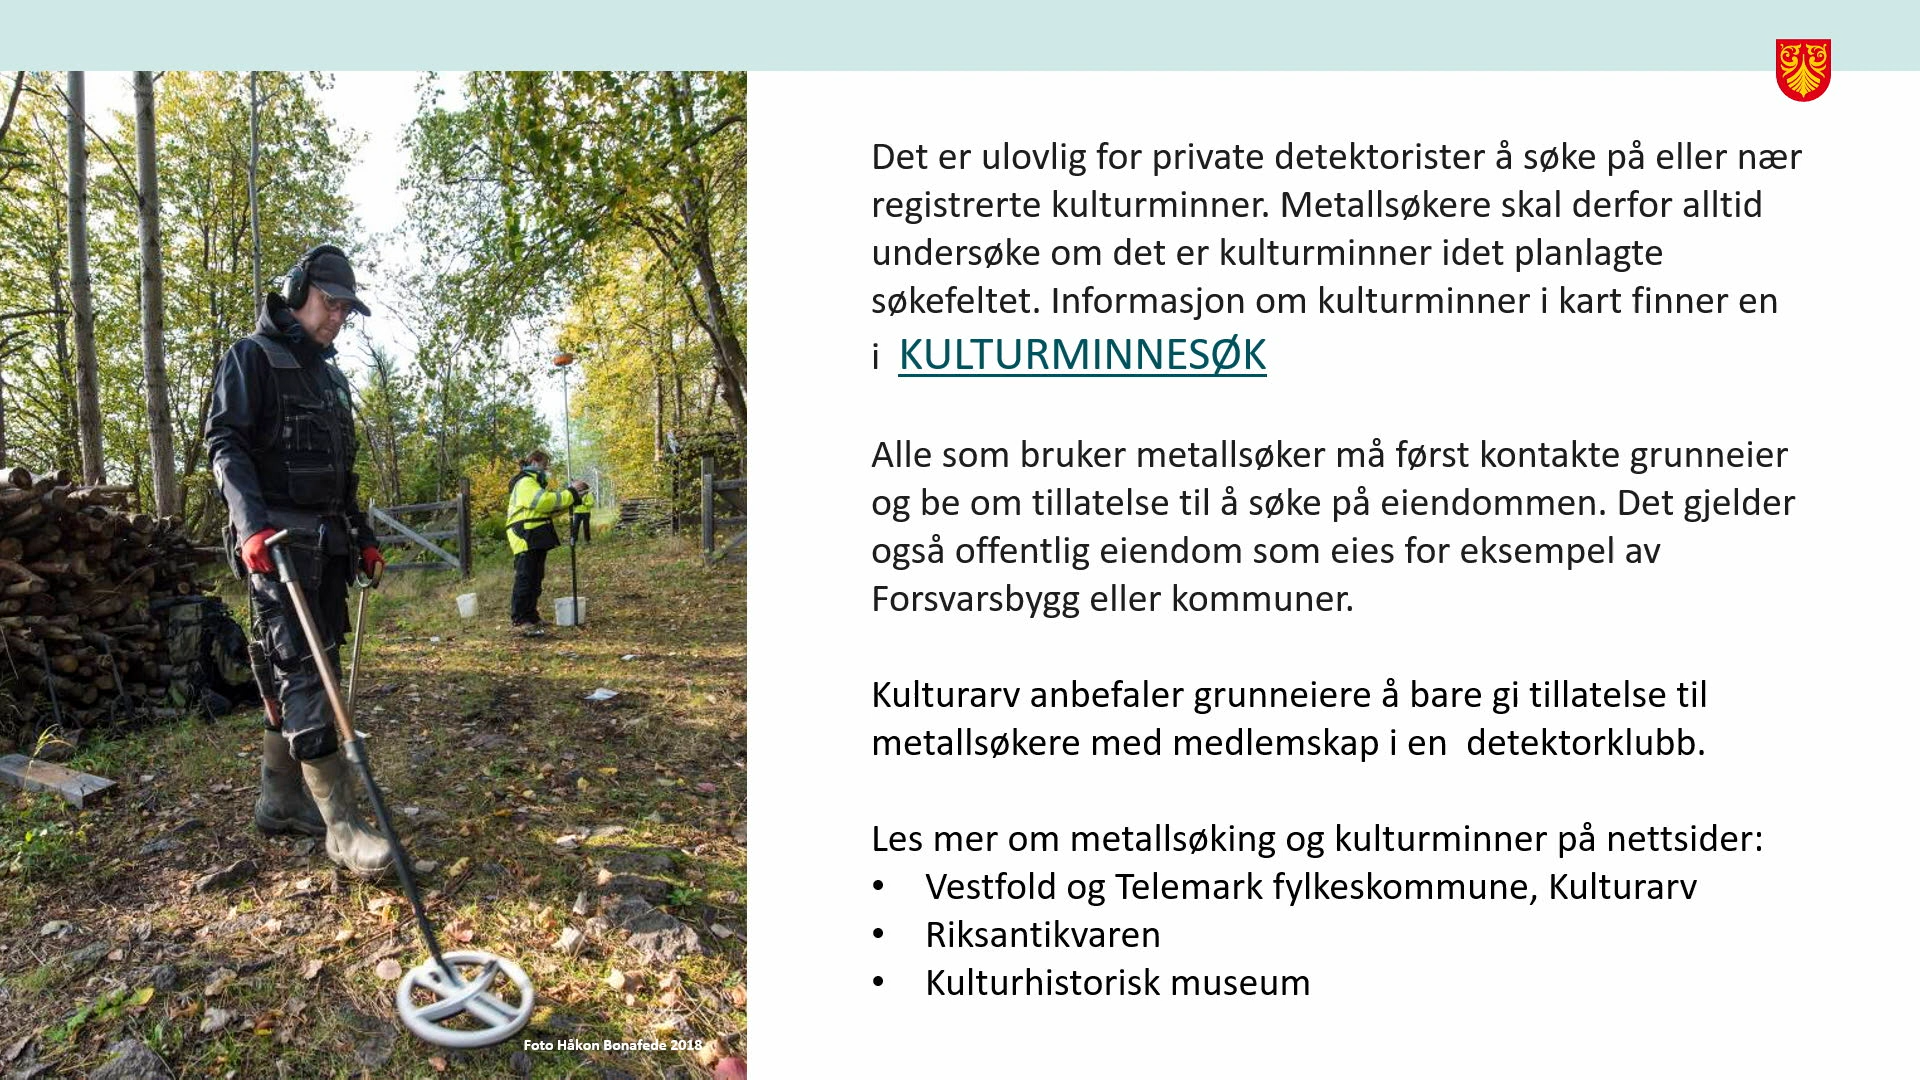 Det er ulovlig for private detektorister å søke på eller nær
registrerte kulturminner. Metallsøkere skal derfor alltid
undersøke om det er kulturminner idet planlagte
søkefeltet. Informasjon om kulturminner i kart finner en
i KULTURMINNESØK
Alle som bruker metallsøker må først kontakte grunneier
og be om tillatelse til å søke på eiendommen. Det gjelder
også offentlig eiendom som eies for eksempel av
Forsvarsbygg eller kommuner.
Kulturarv anbefaler grunneiere å bare gi tillatelse til
metallsøkere med medlemskap i en detektorklubb.
Les mer om metallsøking og kulturminner på nettsider:
• Vestfold og Telemark fylkeskommune, Kulturarv
• Riksantikvaren
• Kulturhistorisk museum
Foto Håkon Bonafede 2018